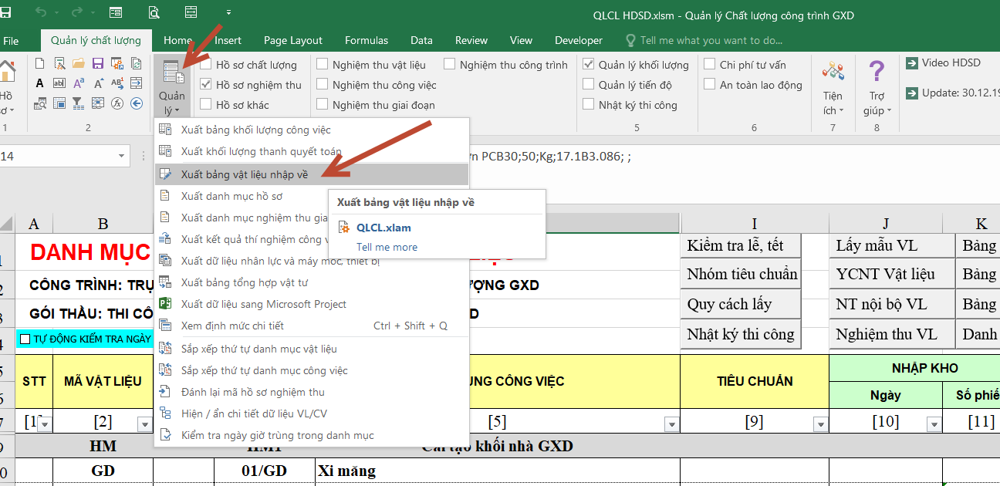 QLCL HDSD.xlsm - Quản lý Chất lượng công trình GXD
File Quản lý chất lượng Home Insert Page Layout Formulas Data Review View Developer Tell me what you want to do...
Hồ
1
2
Quản
lý
Hồ sơ chất lượng
Hồ sơ nghiệm thu
Hồ sơ khác
Nghiệm thu vật liệu
Nghiệm thu công việc
Nghiệm thu giai đoạn
Nghiệm thu công trình
Quản lý khối lượng
Quản lý tiến độ
Nhật ký thi công
5
Chi phí tư vấn
An toàn lao động
6
Tiện
ích
7
Trợ
giúp
8
Video HDSD
Update: 30.12.19
14
PCB30;50;Kg;17.1B3.086; ;
Xuất bảng khối lượng công việc
Xuất khối lượng thanh quyết toán
Xuất bảng vật liệu nhập về
Xuất danh mục hồ sơ
Xuất danh mục nghiệm thu gia
Xuất kết quả thí nghiệm công v
Xuất dữ liệu nhân lực và máy móc, thiết bị
Xuất bảng tổng hợp vật tư
Xuất dữ liệu sang Microsoft Project
Xem định mức chi tiết Ctrl + Shift + Q
Sắp xếp thứ tự danh mục vật liệu
Sắp xếp thứ tự danh mục công việc
Đánh lại mã hồ sơ nghiệm thu
Hiện / ẩn chi tiết dữ liệu VL/CV
Kiểm tra ngày giờ trùng trong danh mục
Xuất bảng vật liệu nhập về
QLCL.xlam
Tell me more
A B I J K
DANH MỤC
CÔNG TRÌNH: TRỤ ƯỢNG GXD
GÓI THẦU: THI CÔ D
TỰ ĐỘNG KIỂM TRA NGÀY
Kiểm tra lễ, tết Lấy mẫu VL Bảng
Nhóm tiêu chuẩn YCNT Vật liệu Bảng
Quy cách lấy NT nội bộ VL Bảng
Nhật ký thi công Nghiệm thu VL Danh
STT MÃ VẬT LIỆU UNG CÔNG VIỆC TIÊU CHUẨN NHẬP KHO
Ngày Số phiế
[1] [2] [5] [9] [10] [11]
HM HM1 Cải tạo khối nhà GXD
GD 01/GD Xi măng